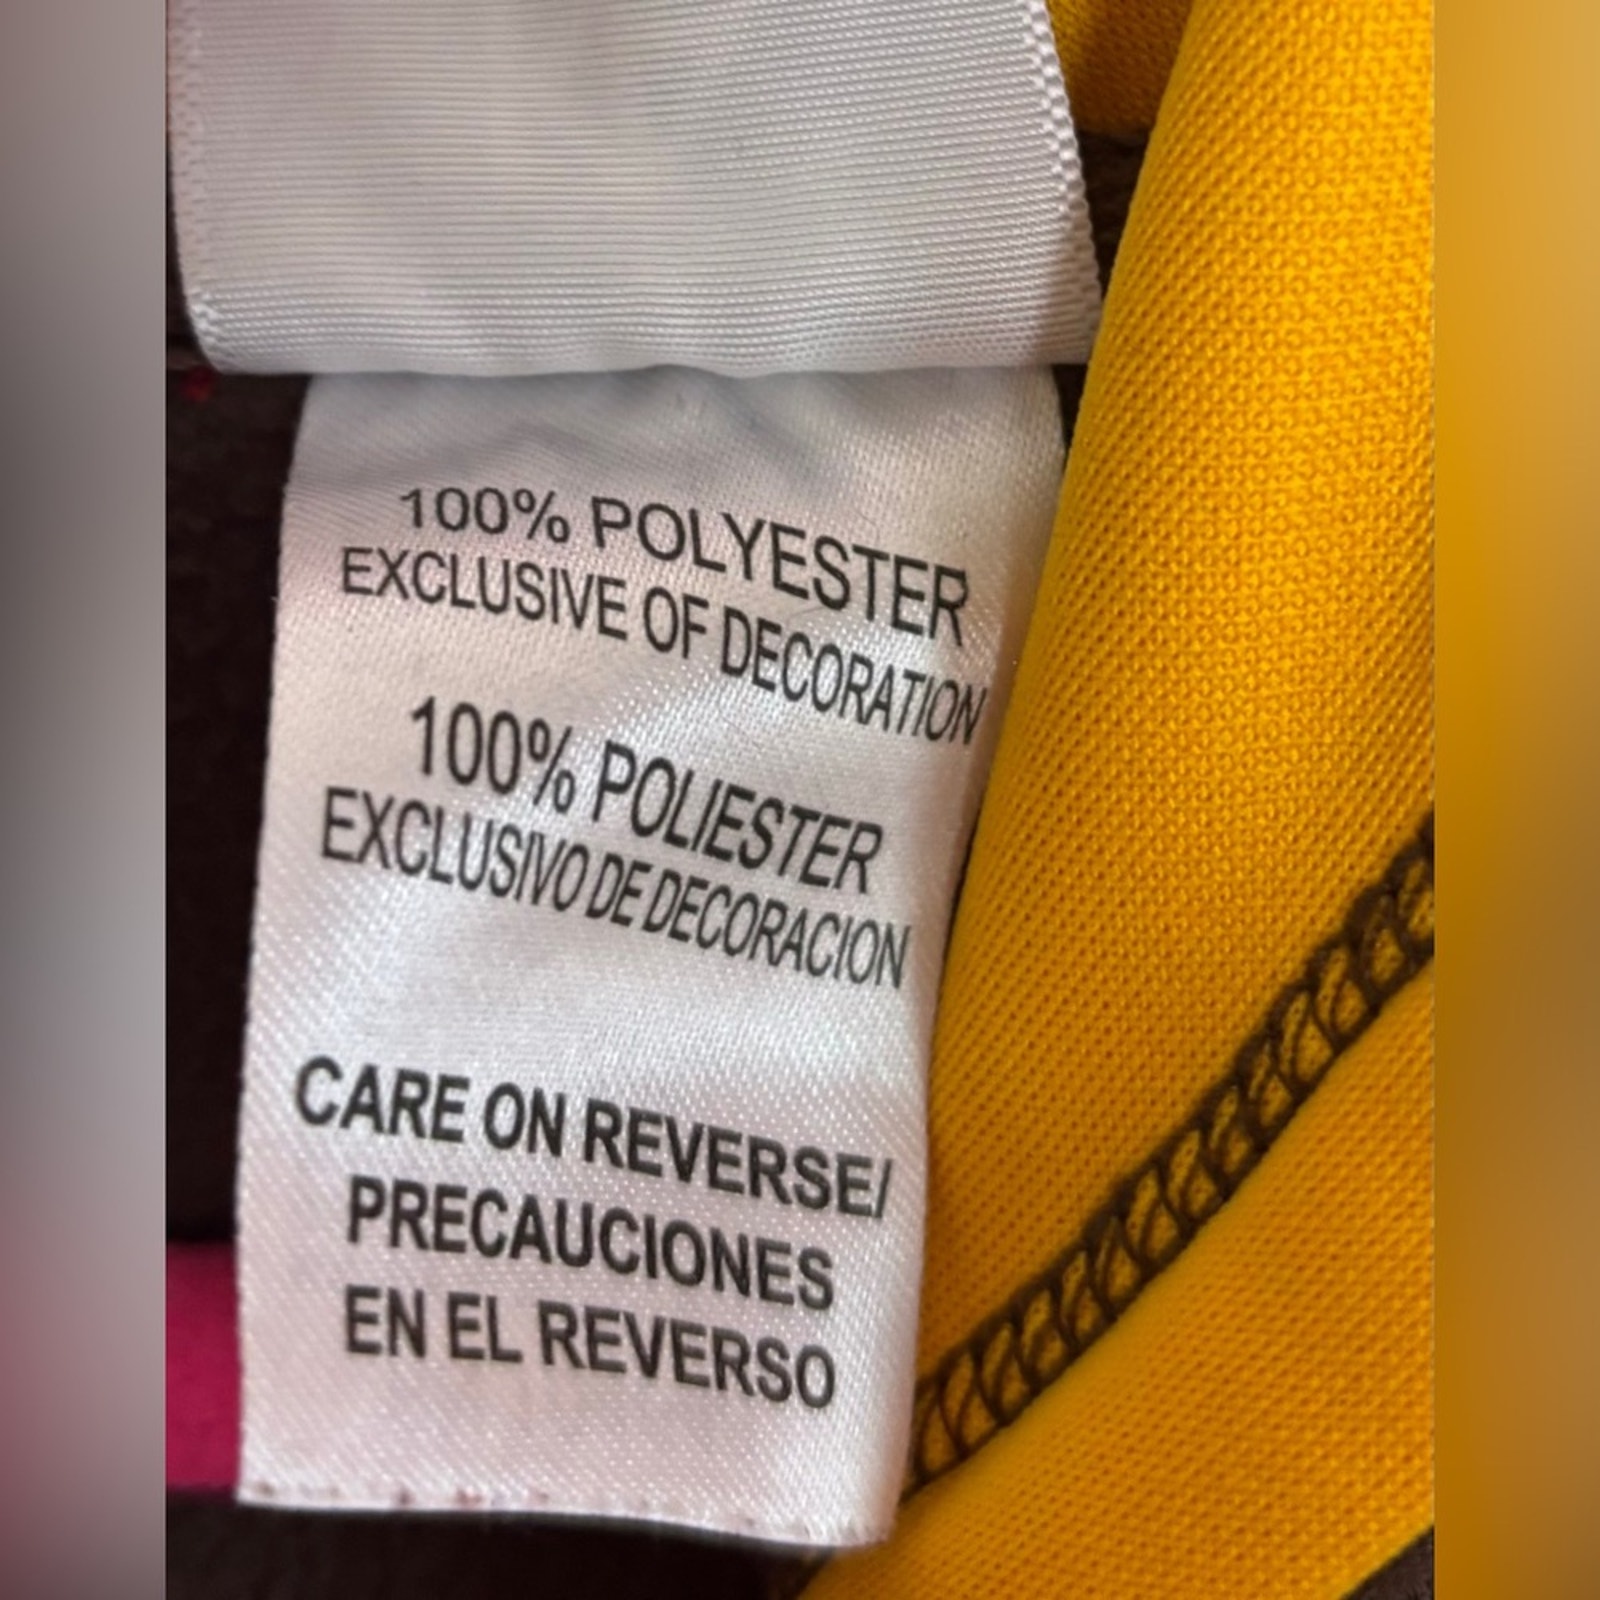 100% POLYESTER
EXCLUSIVE OF DECORATION
100% POLIESTER
EXCLUSIVO DE DECORACION
CARE ON REVERSE/
PRECAUCIONES
EN EL REVERSO